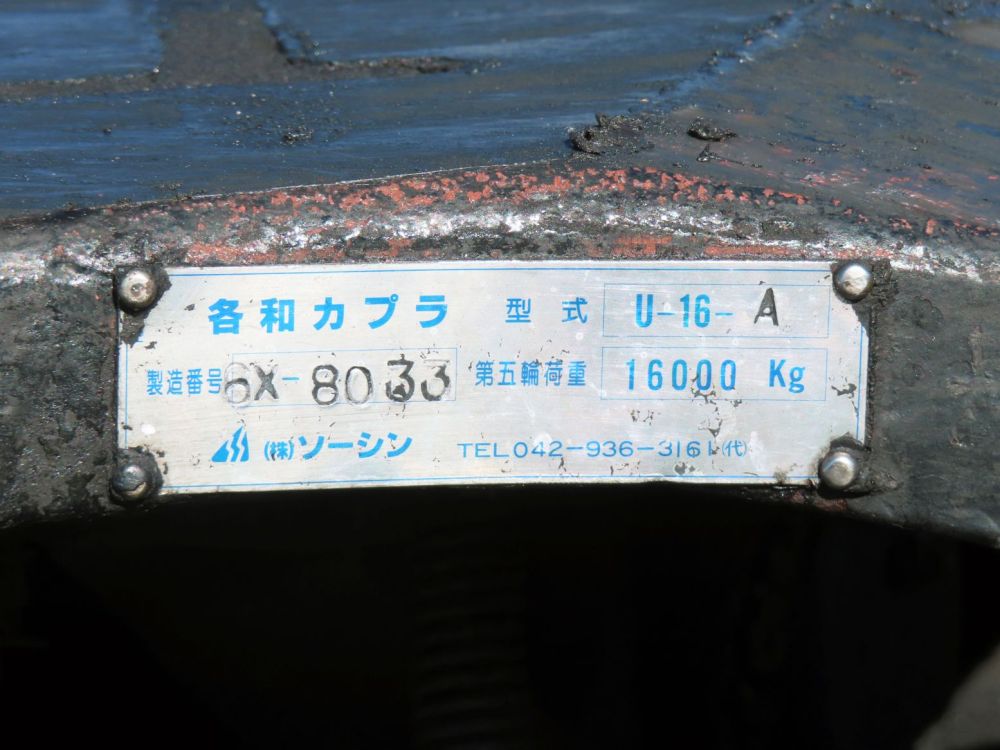 各和カプラ 型式 U-16-A
製造番号 6X-8033 第五輪荷重 16000 Kg
(株)ソーシン TEL042-936-3161(代)